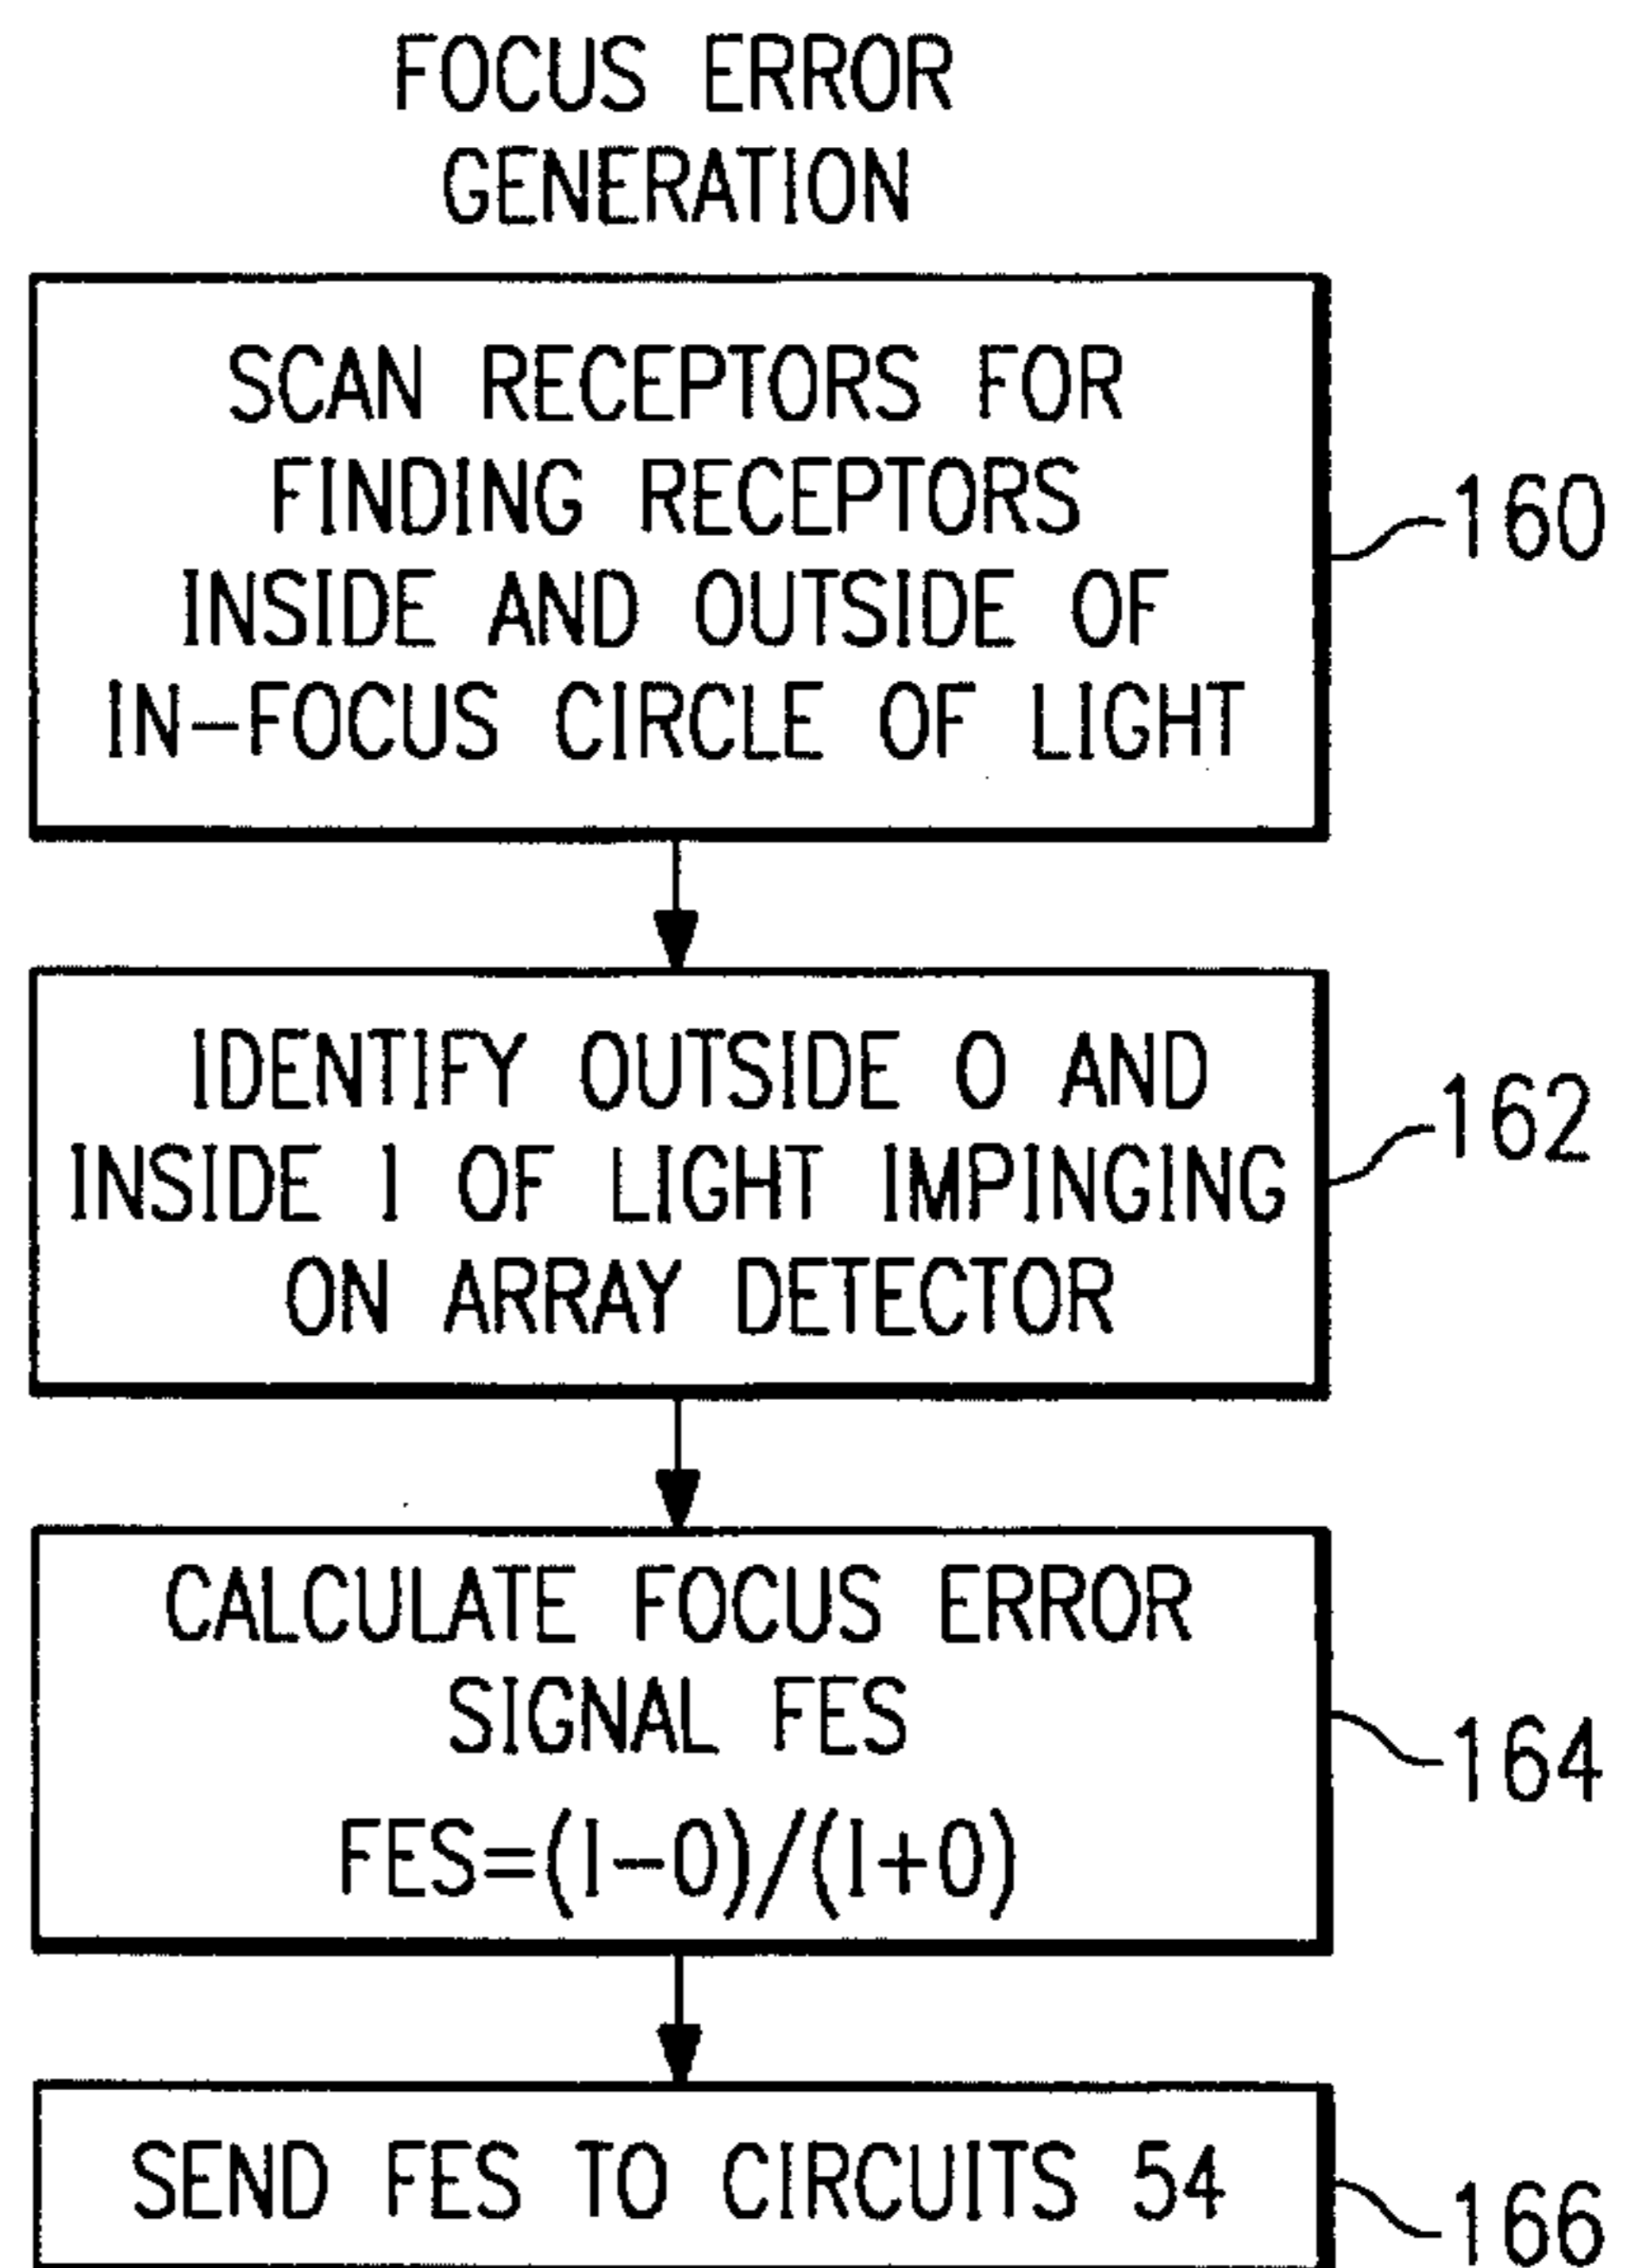 FOCUS ERROR
GENERATION
SCAN RECEPTORS FOR
FINDING RECEPTORS
INSIDE AND OUTSIDE OF
IN-FOCUS CIRCLE OF LIGHT
160
IDENTIFY OUTSIDE O AND
INSIDE I OF LIGHT IMPINGING
ON ARRAY DETECTOR
162
CALCULATE FOCUS ERROR
SIGNAL FES
FES=(I-O)/(I+O)
164
SEND FES TO CIRCUITS 54
166